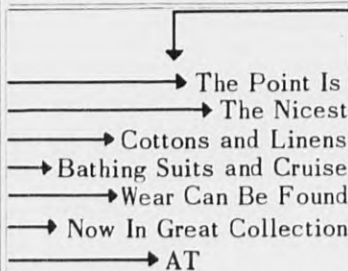 The Point Is
The Nicest
Cottons and Linens
Bathing Suits and Cruise
Wear Can Be Found
Now In Great Collection
AT